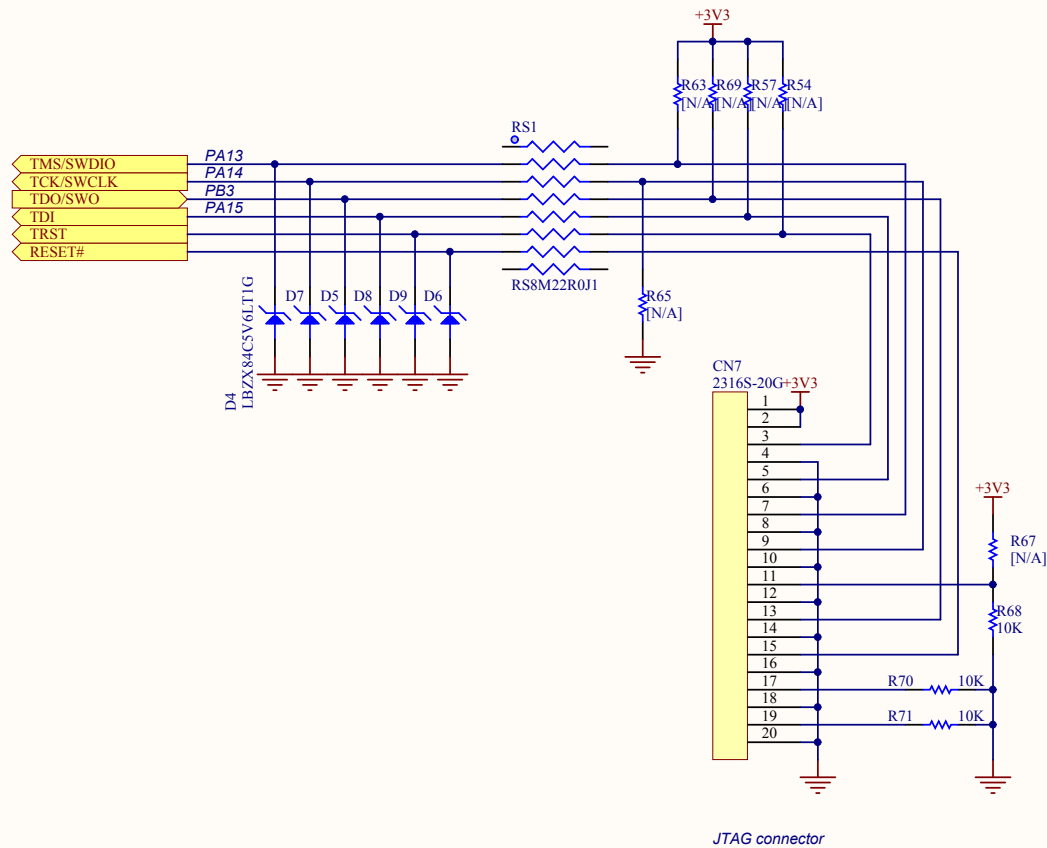 +3V3
R63
R69
R57
R54
[N/A]
[N/A]
[N/A]
[N/A]
RS1
TMS/SWDIO
PA13
TCK/SWCLK
PA14
TDO/SWO
PB3
TDI
PA15
TRST
RESET#
RS8M22R0J1
D4
LBZX84C5V6LT1G
D7
D5
D8
D9
D6
R65
[N/A]
CN7
2316S-20G
+3V3
1
2
3
4
5
6
7
8
9
10
11
12
13
14
15
16
17
18
19
20
+3V3
R67
[N/A]
R68
10K
R70
10K
R71
10K
JTAG connector